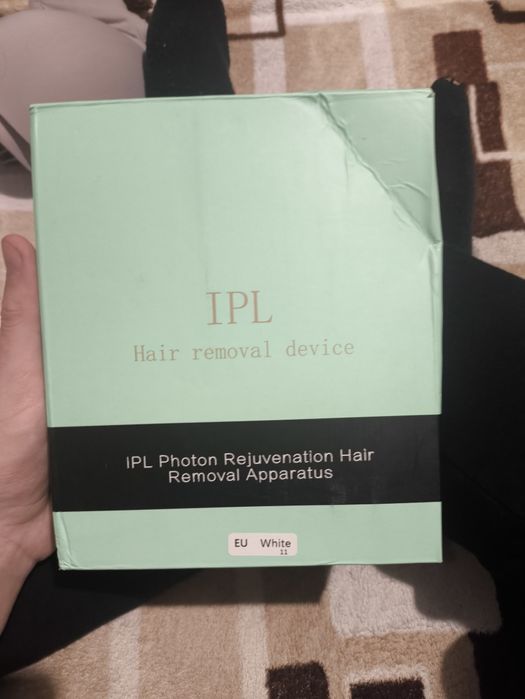 IPL
Hair removal device
IPL Photon Rejuvenation Hair
Removal Apparatus
EU White
11